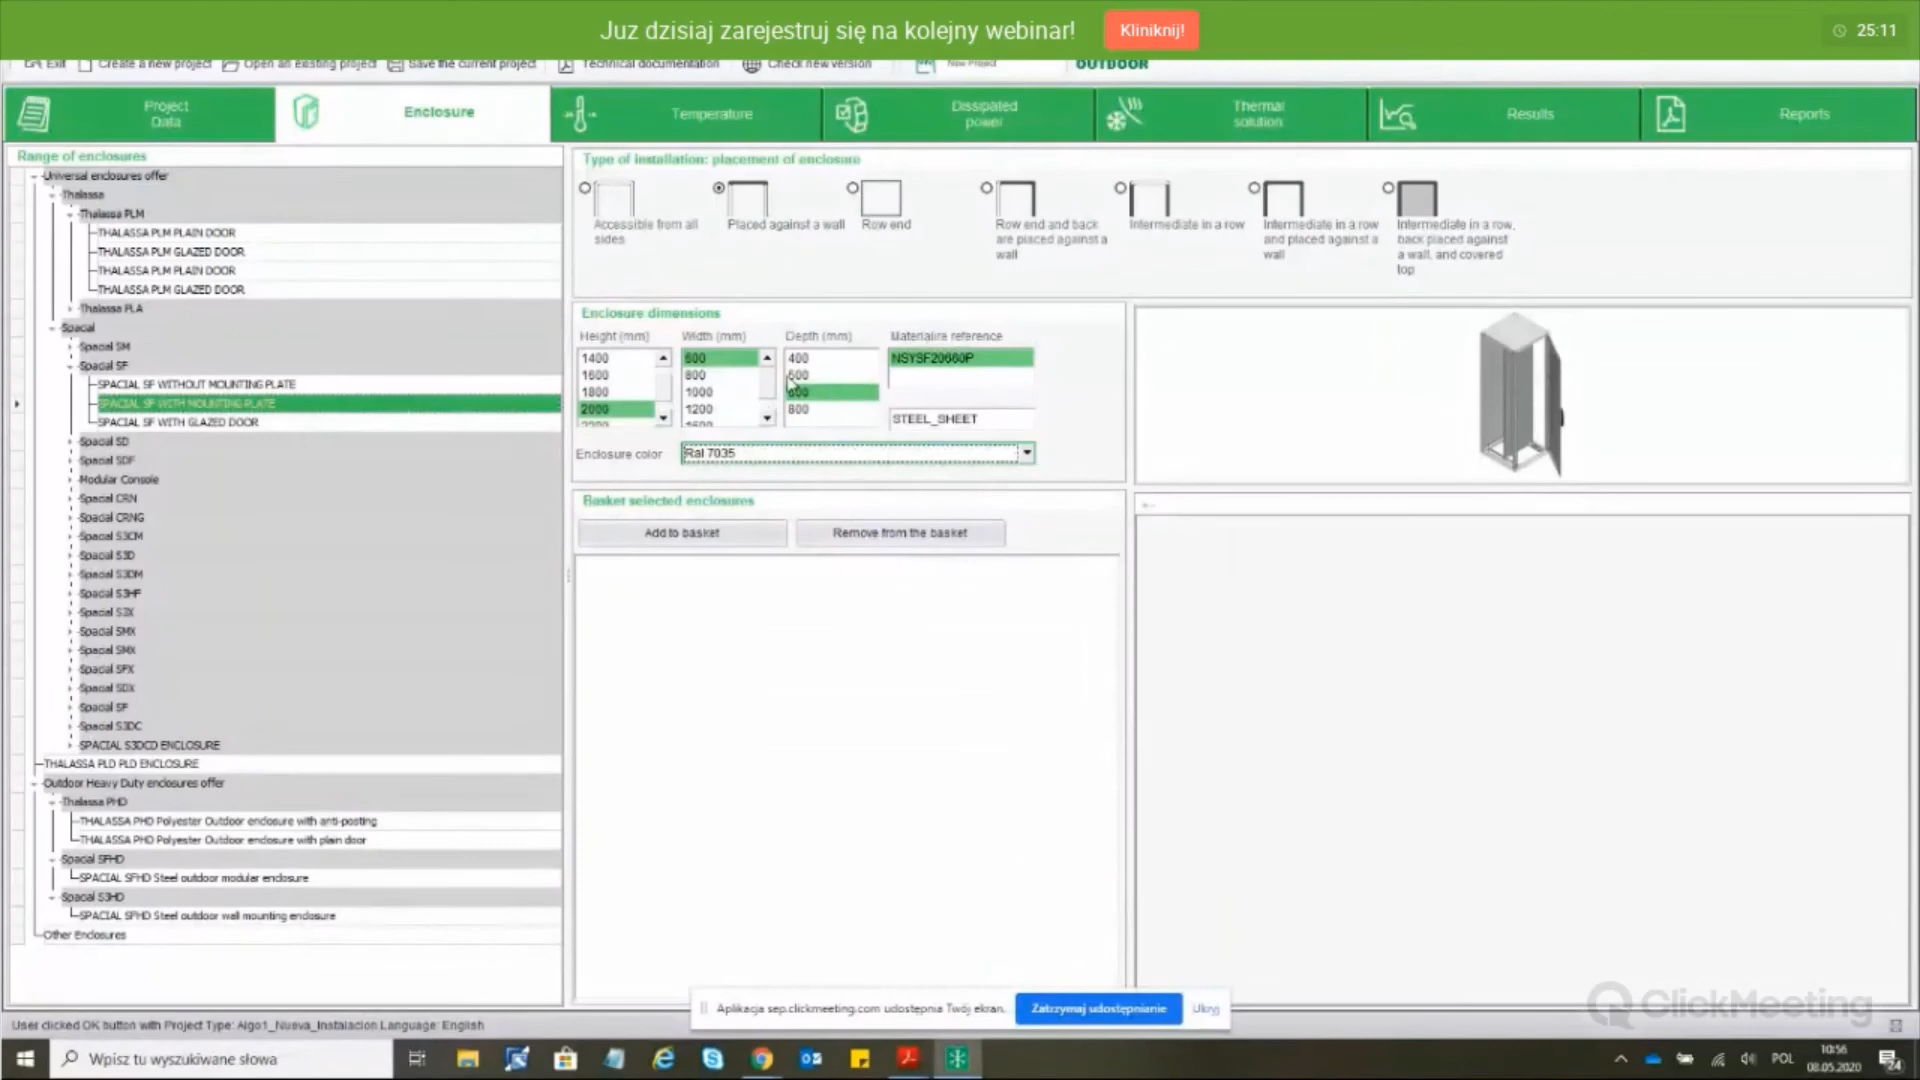 Juz dzisiaj zarejestruj się na kolejny webinar!
Kliknij!
25:11
Exit
Create a new project
Open an existing project
Save the current project
Technical documentation
Check new version
New Project
OUTDOOR
Project
Data
Enclosure
Temperature
Dissipated
power
Thermal
solution
Results
Reports
Range of enclosures
Universal enclosures offer
Thalassa
Thalassa PLM
THALASSA PLM PLAIN DOOR
THALASSA PLM GLAZED DOOR
THALASSA PLM PLAIN DOOR
THALASSA PLM GLAZED DOOR
Thalassa PLA
Spacial
Spacial SM
Spacial SF
SPACIAL SF WITHOUT MOUNTING PLATE
SPACIAL SF WITH MOUNTING PLATE
SPACIAL SF WITH GLAZED DOOR
Spacial SD
Spacial SDF
Modular Console
Spacial CRN
Spacial CRNG
Spacial S3CM
Spacial S3D
Spacial S3DM
Spacial S3HF
Spacial S3X
Spacial SMX
Spacial SMX
Spacial SFX
Spacial SDX
Spacial SF
Spacial S3DC
SPACIAL S3DCD ENCLOSURE
THALASSA PLD PLD ENCLOSURE
Outdoor Heavy Duty enclosures offer
Thalassa PHD
THALASSA PHD Polyester Outdoor enclosure with anti-posting
THALASSA PHD Polyester Outdoor enclosure with plain door
Spacial SFHD
SPACIAL SFHD Steel outdoor modular enclosure
Spacial S3HD
SPACIAL SFHD Steel outdoor wall mounting enclosure
Other Enclosures
Type of installation: placement of enclosure
Accessible from all
sides
Placed against a wall
Row end
Row end and back
are placed against a
wall
Intermediate in a row
Intermediate in a row
and placed against a
wall
Intermediate in a row,
back placed against
a wall, and covered
top
Enclosure dimensions
Height (mm)
Width (mm)
Depth (mm)
Materialire reference
1400
1600
1800
2000
2200
600
800
1000
1200
1600
400
500
600
800
NSYSF20660P
STEEL_SHEET
Enclosure color
Ral 7035
Basket selected enclosures
Add to basket
Remove from the basket
Aplikacja sep.clickmeeting.com udostępnia Twój ekran.
Zatrzymaj udostępnianie
Ukryj
ClickMeeting
User clicked OK button with Project Type: Algo1_Nueva_Instalacion Language: English
Wpisz tu wyszukiwane słowa
POL
10:56
08.05.2020
24